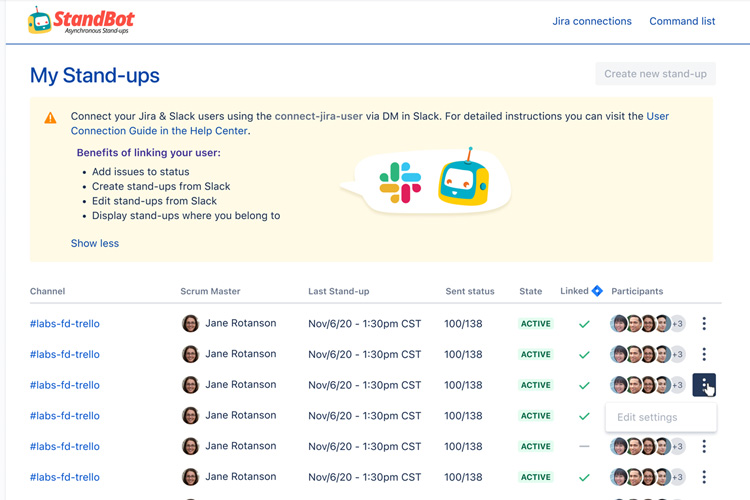 StandBot
Asynchronous Stand-ups
Jira connections Command list
My Stand-ups
Create new stand-up
Connect your Jira & Slack users using the connect-jira-user via DM in Slack. For detailed instructions you can visit the User
Connection Guide in the Help Center.
Benefits of linking your user:
• Add issues to status
• Create stand-ups from Slack
• Edit stand-ups from Slack
• Display stand-ups where you belong to
Show less
Channel Scrum Master Last Stand-up Sent status State Linked Participants
#labs-fd-trello Jane Rotanson Nov/6/20 - 1:30pm CST 100/138 ACTIVE +3
#labs-fd-trello Jane Rotanson Nov/6/20 - 1:30pm CST 100/138 ACTIVE +3
#labs-fd-trello Jane Rotanson Nov/6/20 - 1:30pm CST 100/138 ACTIVE +3
#labs-fd-trello Jane Rotanson Nov/6/20 - 1:30pm CST 100/138 ACTIVE
Edit settings
#labs-fd-trello Jane Rotanson Nov/6/20 - 1:30pm CST 100/138 ACTIVE +3
#labs-fd-trello Jane Rotanson Nov/6/20 - 1:30pm CST 100/138 ACTIVE +3